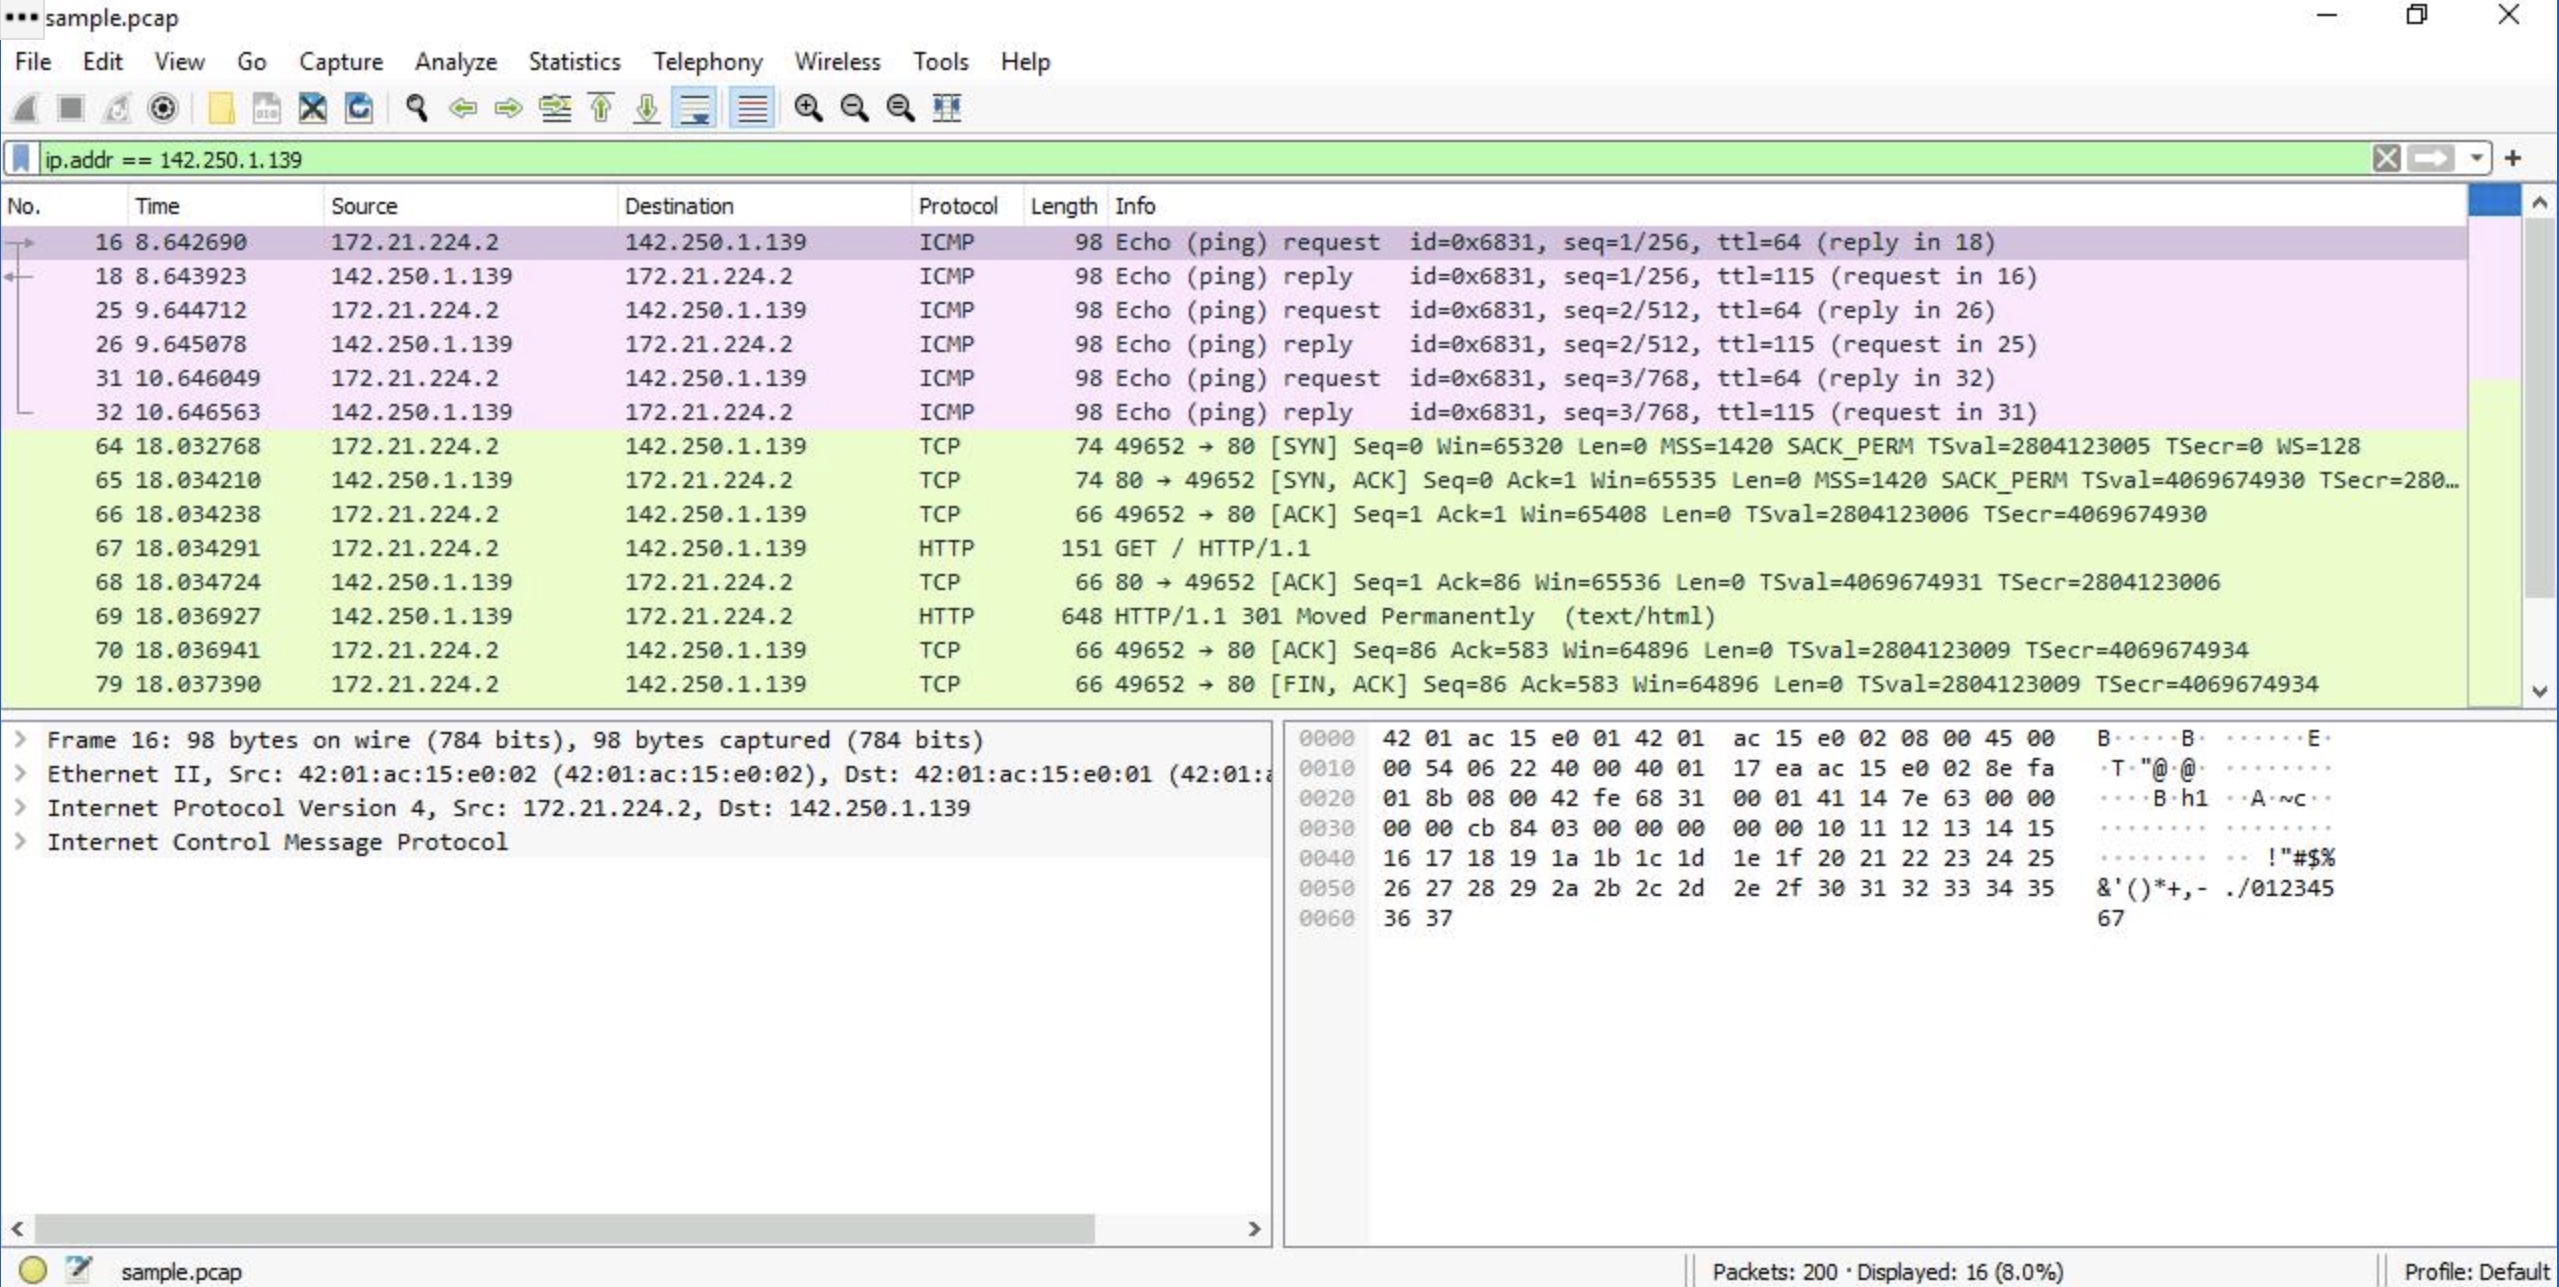 sample.pcap
File Edit View Go Capture Analyze Statistics Telephony Wireless Tools Help
ip.addr == 142.250.1.139
No. Time Source Destination Protocol Length Info
16 8.642690 172.21.224.2 142.250.1.139 ICMP 98 Echo (ping) request id=0x6831, seq=1/256, ttl=64 (reply in 18)
18 8.643923 142.250.1.139 172.21.224.2 ICMP 98 Echo (ping) reply id=0x6831, seq=1/256, ttl=115 (request in 16)
25 9.644712 172.21.224.2 142.250.1.139 ICMP 98 Echo (ping) request id=0x6831, seq=2/512, ttl=64 (reply in 26)
26 9.645078 142.250.1.139 172.21.224.2 ICMP 98 Echo (ping) reply id=0x6831, seq=2/512, ttl=115 (request in 25)
31 10.646049 172.21.224.2 142.250.1.139 ICMP 98 Echo (ping) request id=0x6831, seq=3/768, ttl=64 (reply in 32)
32 10.646563 142.250.1.139 172.21.224.2 ICMP 98 Echo (ping) reply id=0x6831, seq=3/768, ttl=115 (request in 31)
64 18.032768 172.21.224.2 142.250.1.139 TCP 74 49652 → 80 [SYN] Seq=0 Win=65320 Len=0 MSS=1420 SACK_PERM TSval=2804123005 TSecr=0 WS=128
65 18.034210 142.250.1.139 172.21.224.2 TCP 74 80 → 49652 [SYN, ACK] Seq=0 Ack=1 Win=65535 Len=0 MSS=1420 SACK_PERM TSval=4069674930 TSecr=280…
66 18.034238 172.21.224.2 142.250.1.139 TCP 66 49652 → 80 [ACK] Seq=1 Ack=1 Win=65408 Len=0 TSval=2804123006 TSecr=4069674930
67 18.034291 172.21.224.2 142.250.1.139 HTTP 151 GET / HTTP/1.1
68 18.034724 142.250.1.139 172.21.224.2 TCP 66 80 → 49652 [ACK] Seq=1 Ack=86 Win=65536 Len=0 TSval=4069674931 TSecr=2804123006
69 18.036927 142.250.1.139 172.21.224.2 HTTP 648 HTTP/1.1 301 Moved Permanently (text/html)
70 18.036941 172.21.224.2 142.250.1.139 TCP 66 49652 → 80 [ACK] Seq=86 Ack=583 Win=64896 Len=0 TSval=2804123009 TSecr=4069674934
79 18.037390 172.21.224.2 142.250.1.139 TCP 66 49652 → 80 [FIN, ACK] Seq=86 Ack=583 Win=64896 Len=0 TSval=2804123009 TSecr=4069674934
Frame 16: 98 bytes on wire (784 bits), 98 bytes captured (784 bits)
Ethernet II, Src: 42:01:ac:15:e0:02 (42:01:ac:15:e0:02), Dst: 42:01:ac:15:e0:01 (42:01:a
Internet Protocol Version 4, Src: 172.21.224.2, Dst: 142.250.1.139
Internet Control Message Protocol
0000 42 01 ac 15 e0 01 42 01 ac 15 e0 02 08 00 45 00 B·····B· ······E·
0010 00 54 06 22 40 00 40 01 17 ea ac 15 e0 02 8e fa ·T·"@·@· ········
0020 01 8b 08 00 42 fe 68 31 00 01 41 14 7e 63 00 00 ····B·h1 ··A·~c··
0030 00 00 cb 84 03 00 00 00 00 00 10 11 12 13 14 15 ········ ········
0040 16 17 18 19 1a 1b 1c 1d 1e 1f 20 21 22 23 24 25 ········ ·· !"#$%
0050 26 27 28 29 2a 2b 2c 2d 2e 2f 30 31 32 33 34 35 &'()*+,- ./012345
0060 36 37 67
sample.pcap Packets: 200 · Displayed: 16 (8.0%) Profile: Default